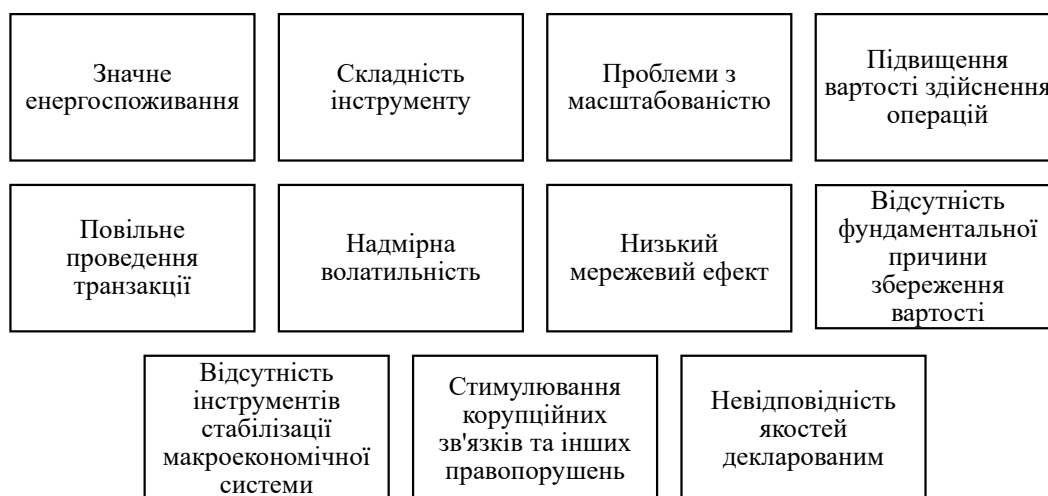 Значне
енергоспоживання
Складність
інструменту
Проблеми з
масштабованістю
Підвищення
вартості здійснення
операцій
Повільне
проведення
транзакції
Надмірна
волатильність
Низький
мережевий ефект
Відсутність
фундаментальної
причини
збереження
вартості
Відсутність
інструментів
стабілізації
макроекономічної
системи
Стимулювання
корупційних
зв'язків та інших
правопорушень
Невідповідність
якостей
декларованим